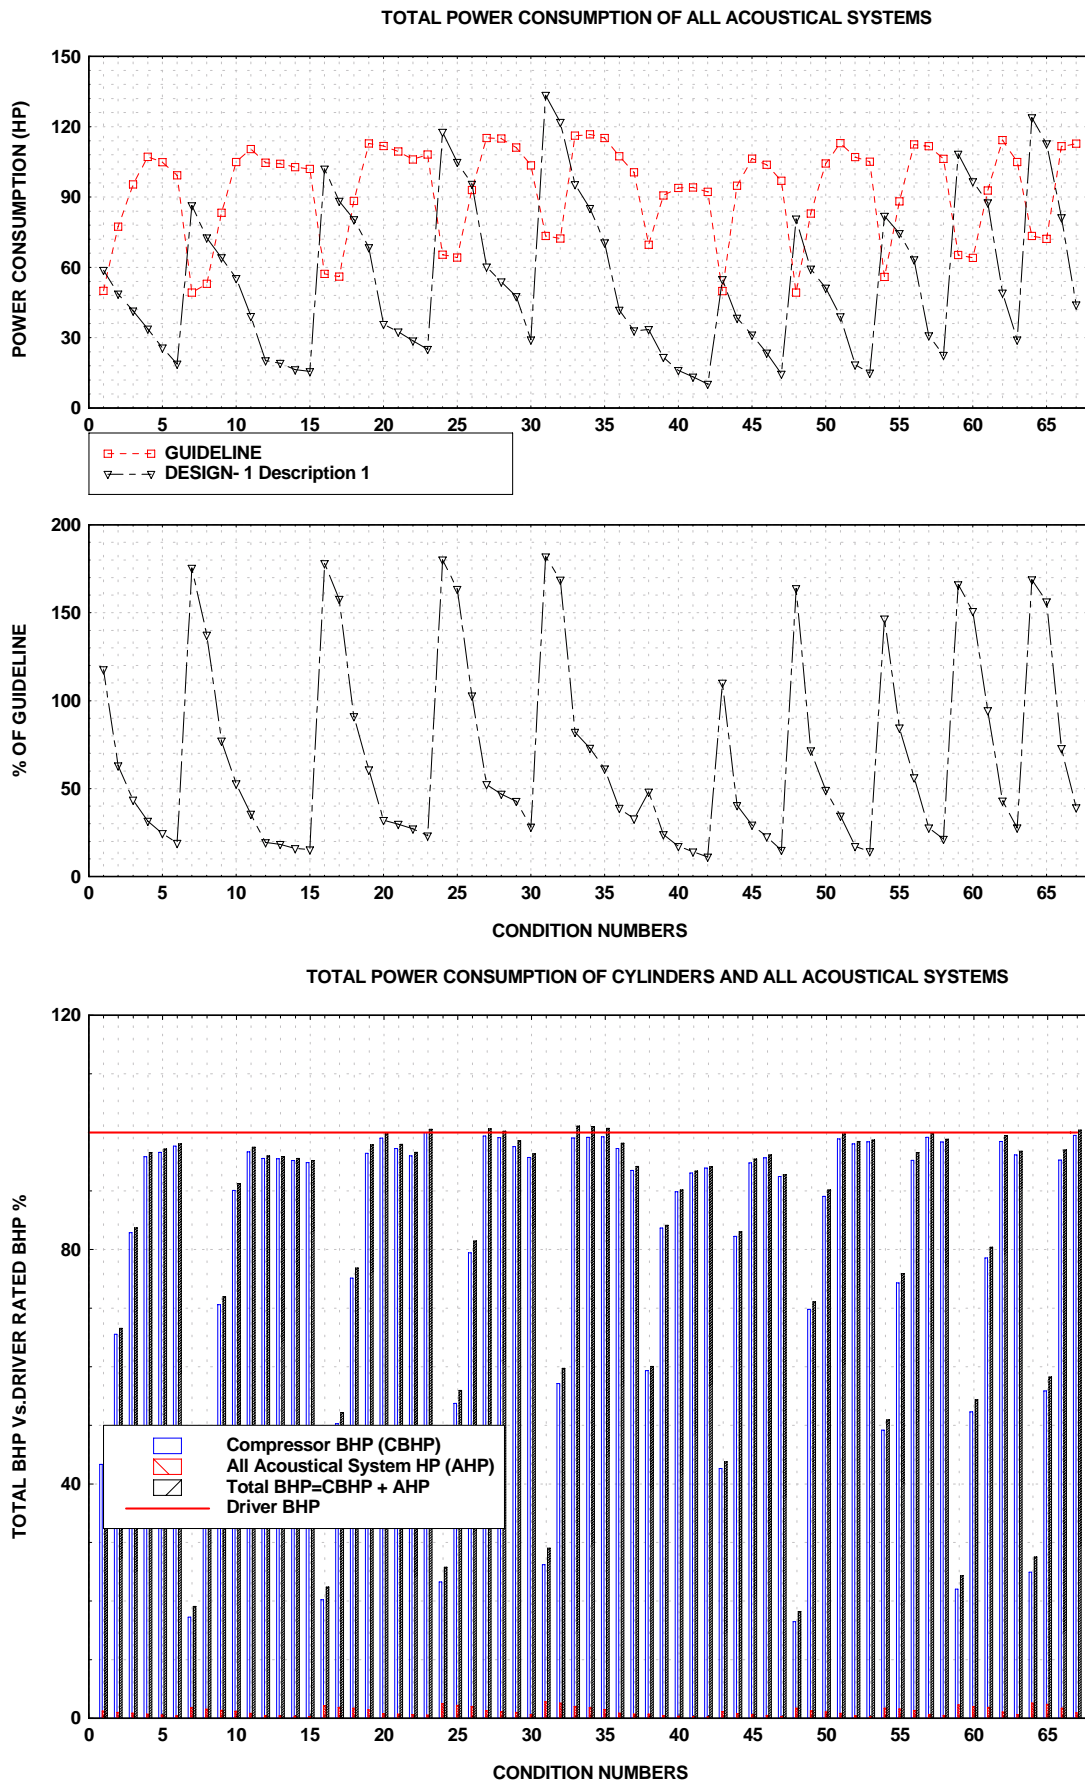 TOTAL POWER CONSUMPTION OF ALL ACOUSTICAL SYSTEMS
POWER CONSUMPTION (HP)
150
120
90
60
30
0
0 5 10 15 20 25 30 35 40 45 50 55 60 65
GUIDELINE
DESIGN- 1 Description 1
% OF GUIDELINE
200
150
100
50
0
0 5 10 15 20 25 30 35 40 45 50 55 60 65
CONDITION NUMBERS
TOTAL POWER CONSUMPTION OF CYLINDERS AND ALL ACOUSTICAL SYSTEMS
TOTAL BHP Vs.DRIVER RATED BHP %
120
80
40
0
Compressor BHP (CBHP)
All Acoustical System HP (AHP)
Total BHP=CBHP + AHP
Driver BHP
0 5 10 15 20 25 30 35 40 45 50 55 60 65
CONDITION NUMBERS